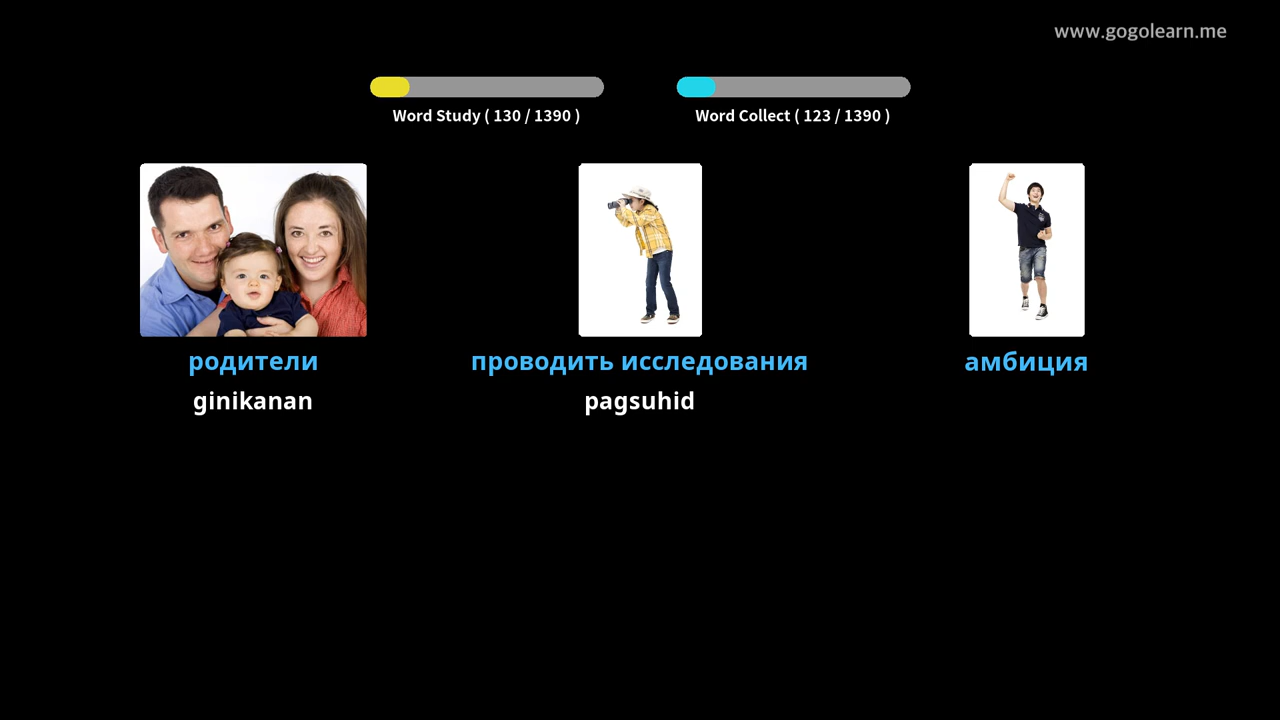 www.gogolearn.me
Word Study ( 130 / 1390 )
Word Collect ( 123 / 1390 )
родители
проводить исследования
амбиция
ginikanan
pagsuhid